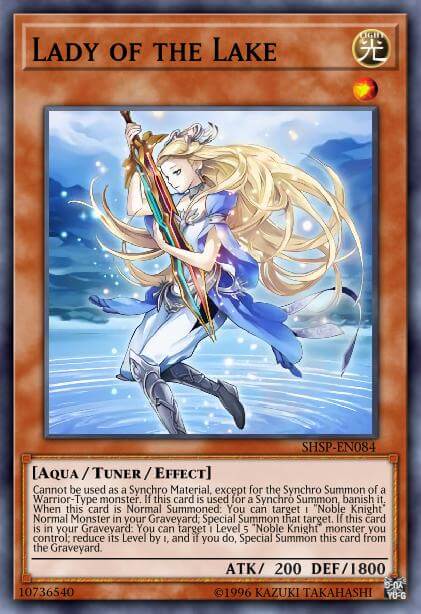 LADY OF THE LAKE
LIGHT
光
SHSP-EN084
[AQUA / TUNER / EFFECT]
Cannot be used as a Synchro Material, except for the Synchro Summon of a
Warrior-Type monster. If this card is used for a Synchro Summon, banish it.
When this card is Normal Summoned: You can target 1 "Noble Knight"
Normal Monster in your Graveyard; Special Summon that target. If this card
is in your Graveyard: You can target 1 Level 5 "Noble Knight" monster you
control; reduce its Level by 1, and if you do, Special Summon this card from
the Graveyard.
ATK/ 200 DEF/1800
10736540
©1996 KAZUKI TAKAHASHI